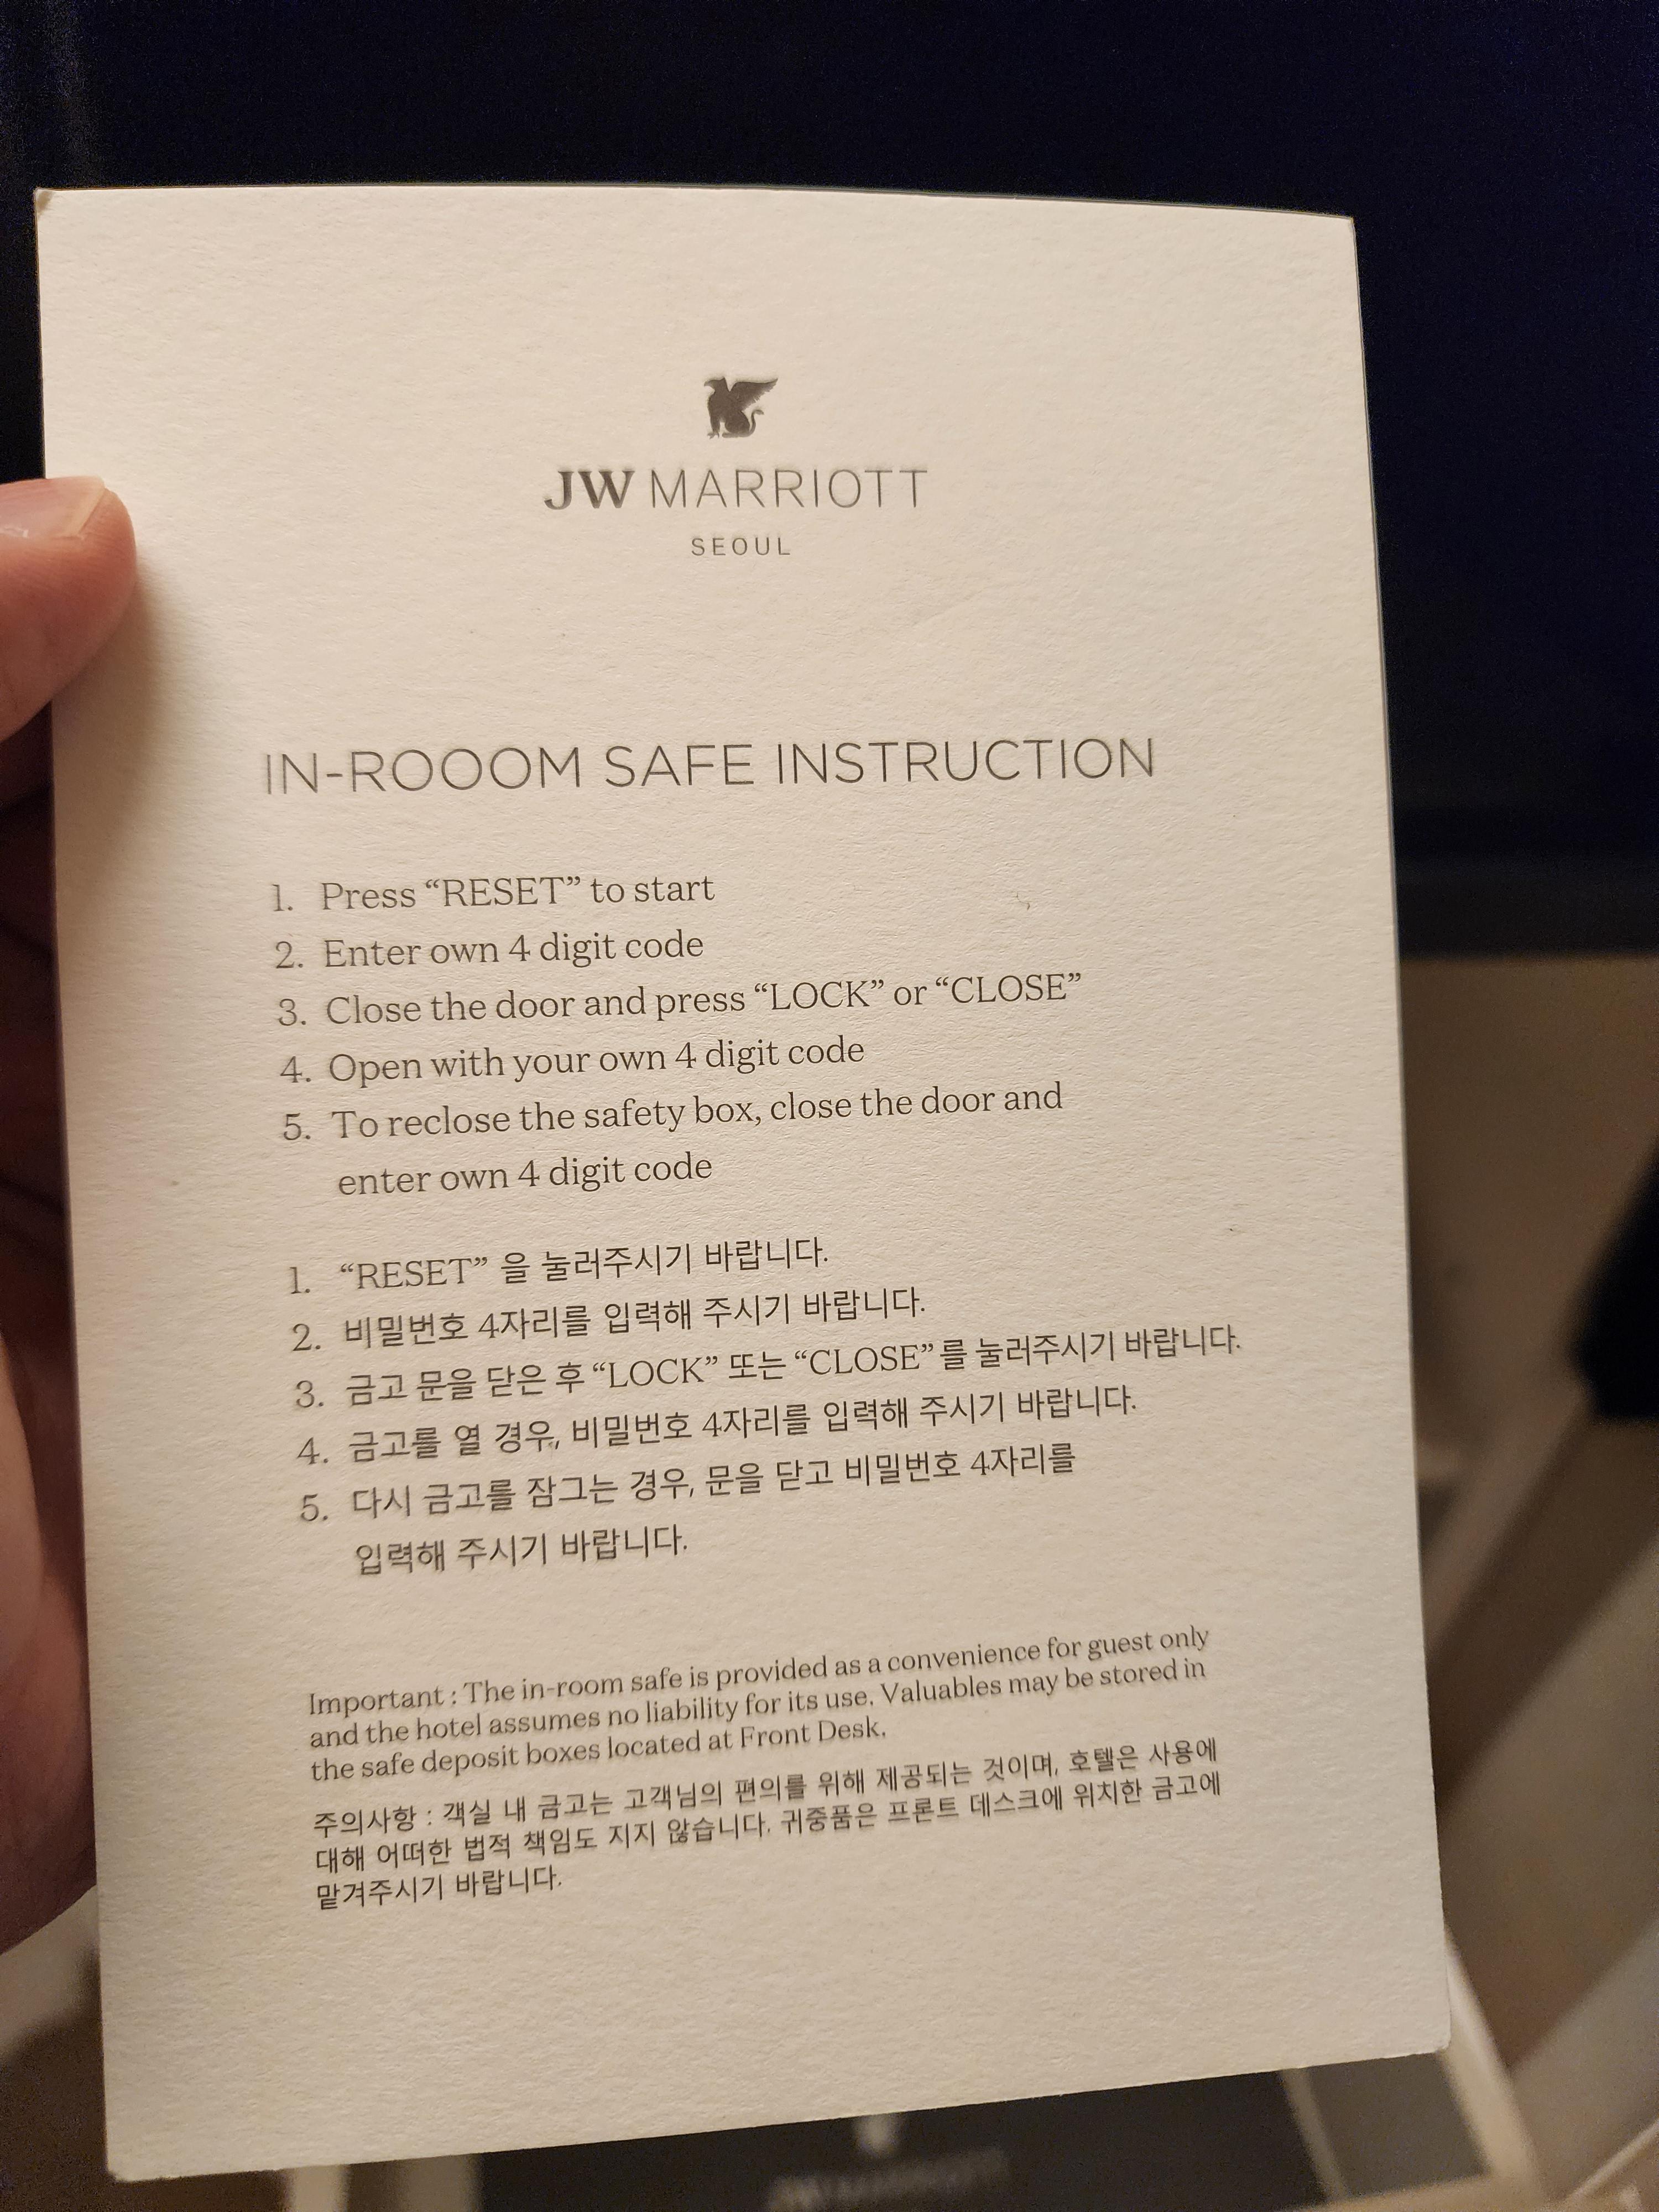 JW MARRIOTT
SEOUL
IN-ROOOM SAFE INSTRUCTION
1. Press “RESET” to start
2. Enter own 4 digit code
3. Close the door and press “LOCK” or “CLOSE”
4. Open with your own 4 digit code
5. To reclose the safety box, close the door and
enter own 4 digit code
1. “RESET” 을 눌러주시기 바랍니다.
2. 비밀번호 4자리를 입력해 주시기 바랍니다.
3. 금고 문을 닫은 후 “LOCK” 또는 “CLOSE” 를 눌러주시기 바랍니다.
4. 금고를 열 경우, 비밀번호 4자리를 입력해 주시기 바랍니다.
5. 다시 금고를 잠그는 경우, 문을 닫고 비밀번호 4자리를
입력해 주시기 바랍니다.
Important : The in-room safe is provided as a convenience for guest only
and the hotel assumes no liability for its use. Valuables may be stored in
the safe deposit boxes located at Front Desk.
주의사항 : 객실 내 금고는 고객님의 편의를 위해 제공되는 것이며, 호텔은 사용에
대해 어떠한 법적 책임도 지지 않습니다. 귀중품은 프론트 데스크에 위치한 금고에
맡겨주시기 바랍니다.
JW MARRIOTT